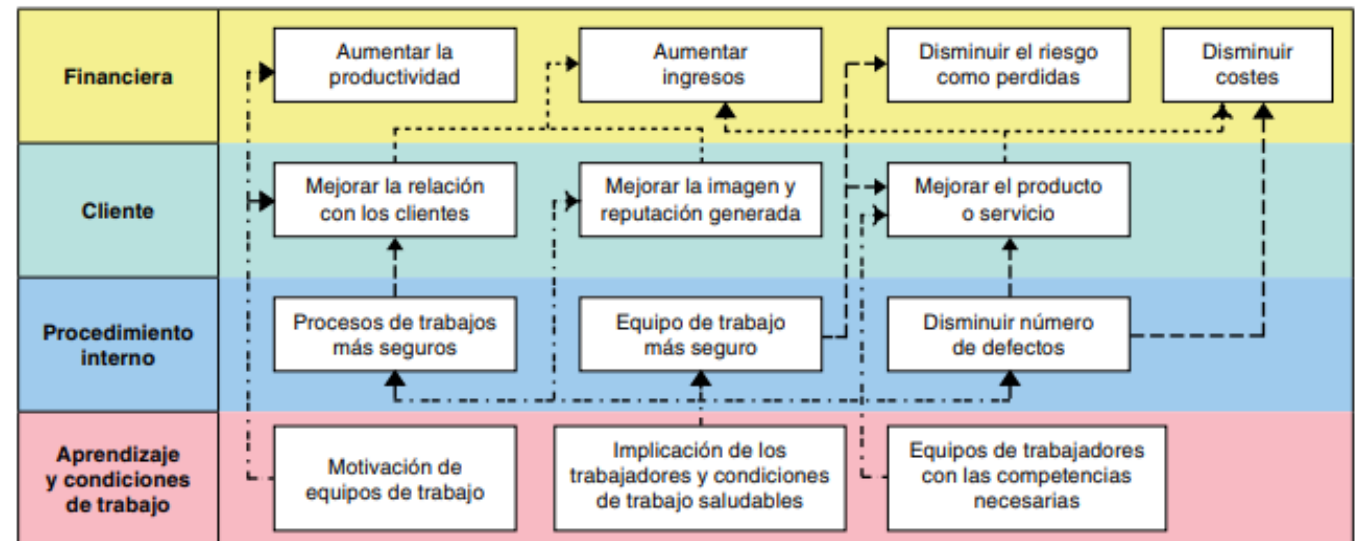 Financiera
Aumentar la
productividad
Aumentar
ingresos
Disminuir el riesgo
como perdidas
Disminuir
costes
Cliente
Mejorar la relación
con los clientes
Mejorar la imagen y
reputación generada
Mejorar el producto
o servicio
Procedimiento
interno
Procesos de trabajos
más seguros
Equipo de trabajo
más seguro
Disminuir número
de defectos
Aprendizaje
y condiciones
de trabajo
Motivación de
equipos de trabajo
Implicación de los
trabajadores y condiciones
de trabajo saludables
Equipos de trabajadores
con las competencias
necesarias